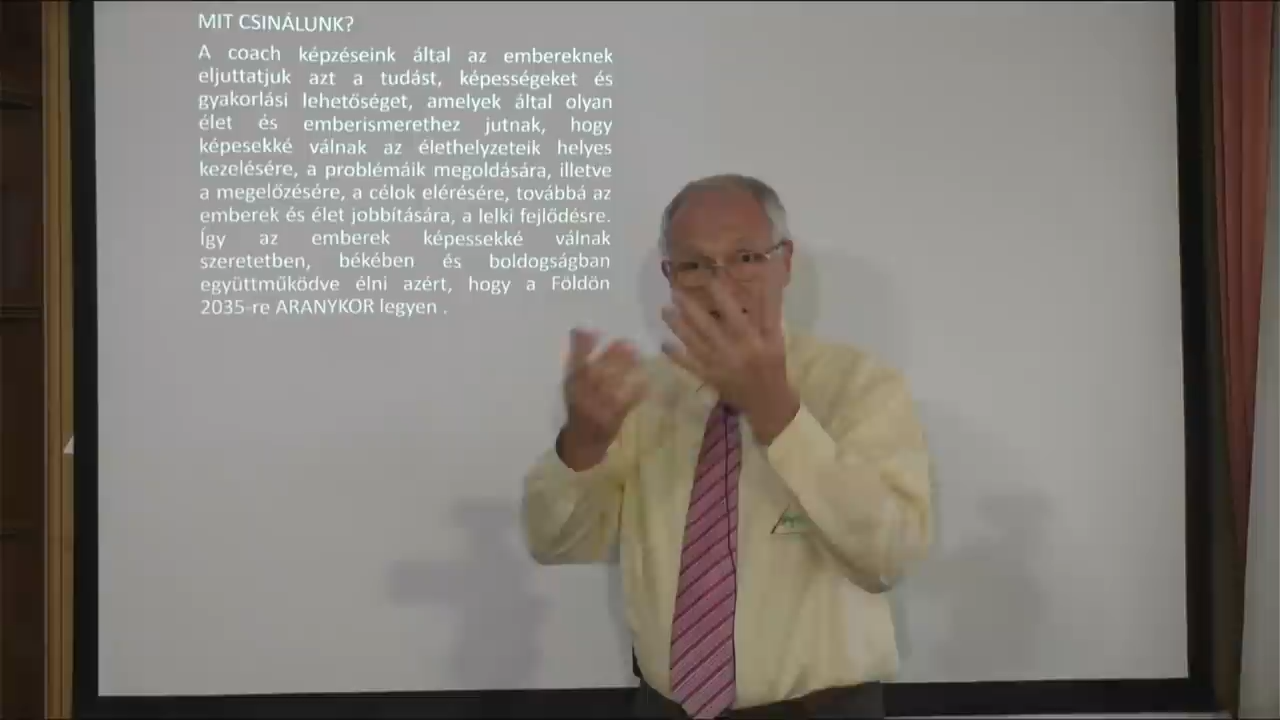 MIT CSINÁLUNK?
A coach képzéseink által az embereknek
eljuttatjuk azt a tudást, képességeket és
gyakorlási lehetőséget, amelyek által olyan
élet és emberismerethez jutnak, hogy
képesekké válnak az élethelyzeteik helyes
kezelésére, a problémáik megoldására, illetve
a megelőzésére, a célok elérésére, továbbá az
emberek és élet jobbítására, a lelki fejlődésre.
Így az emberek képessekké válnak
szeretetben, békében és boldogságban
együttműködve élni azért, hogy a Földön
2035-re ARANYKOR legyen .